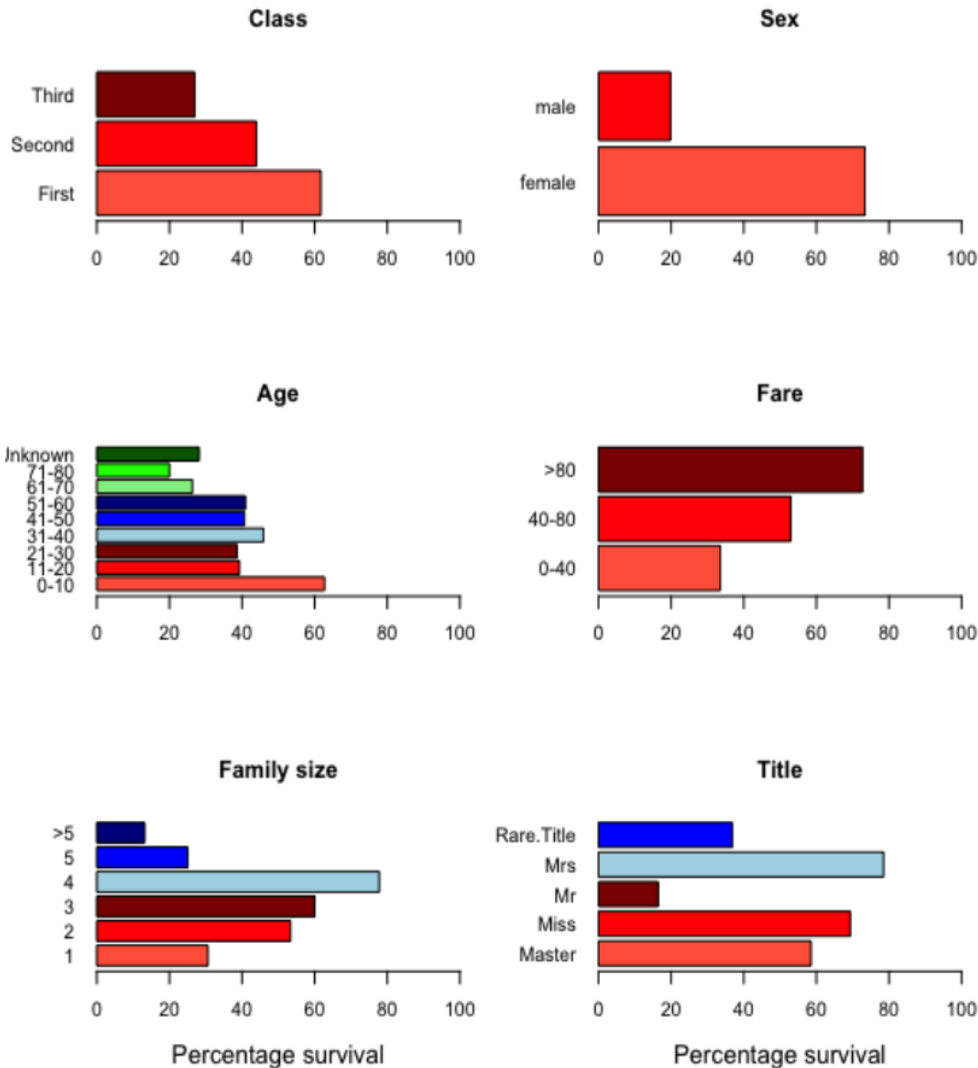 Class
Third
Second
First
0 20 40 60 80 100
Sex
male
female
0 20 40 60 80 100
Age
Unknown
71-80
61-70
51-60
41-50
31-40
21-30
11-20
0-10
0 20 40 60 80 100
Fare
>80
40-80
0-40
0 20 40 60 80 100
Family size
>5
5
4
3
2
1
0 20 40 60 80 100
Percentage survival
Title
Rare.Title
Mrs
Mr
Miss
Master
0 20 40 60 80 100
Percentage survival